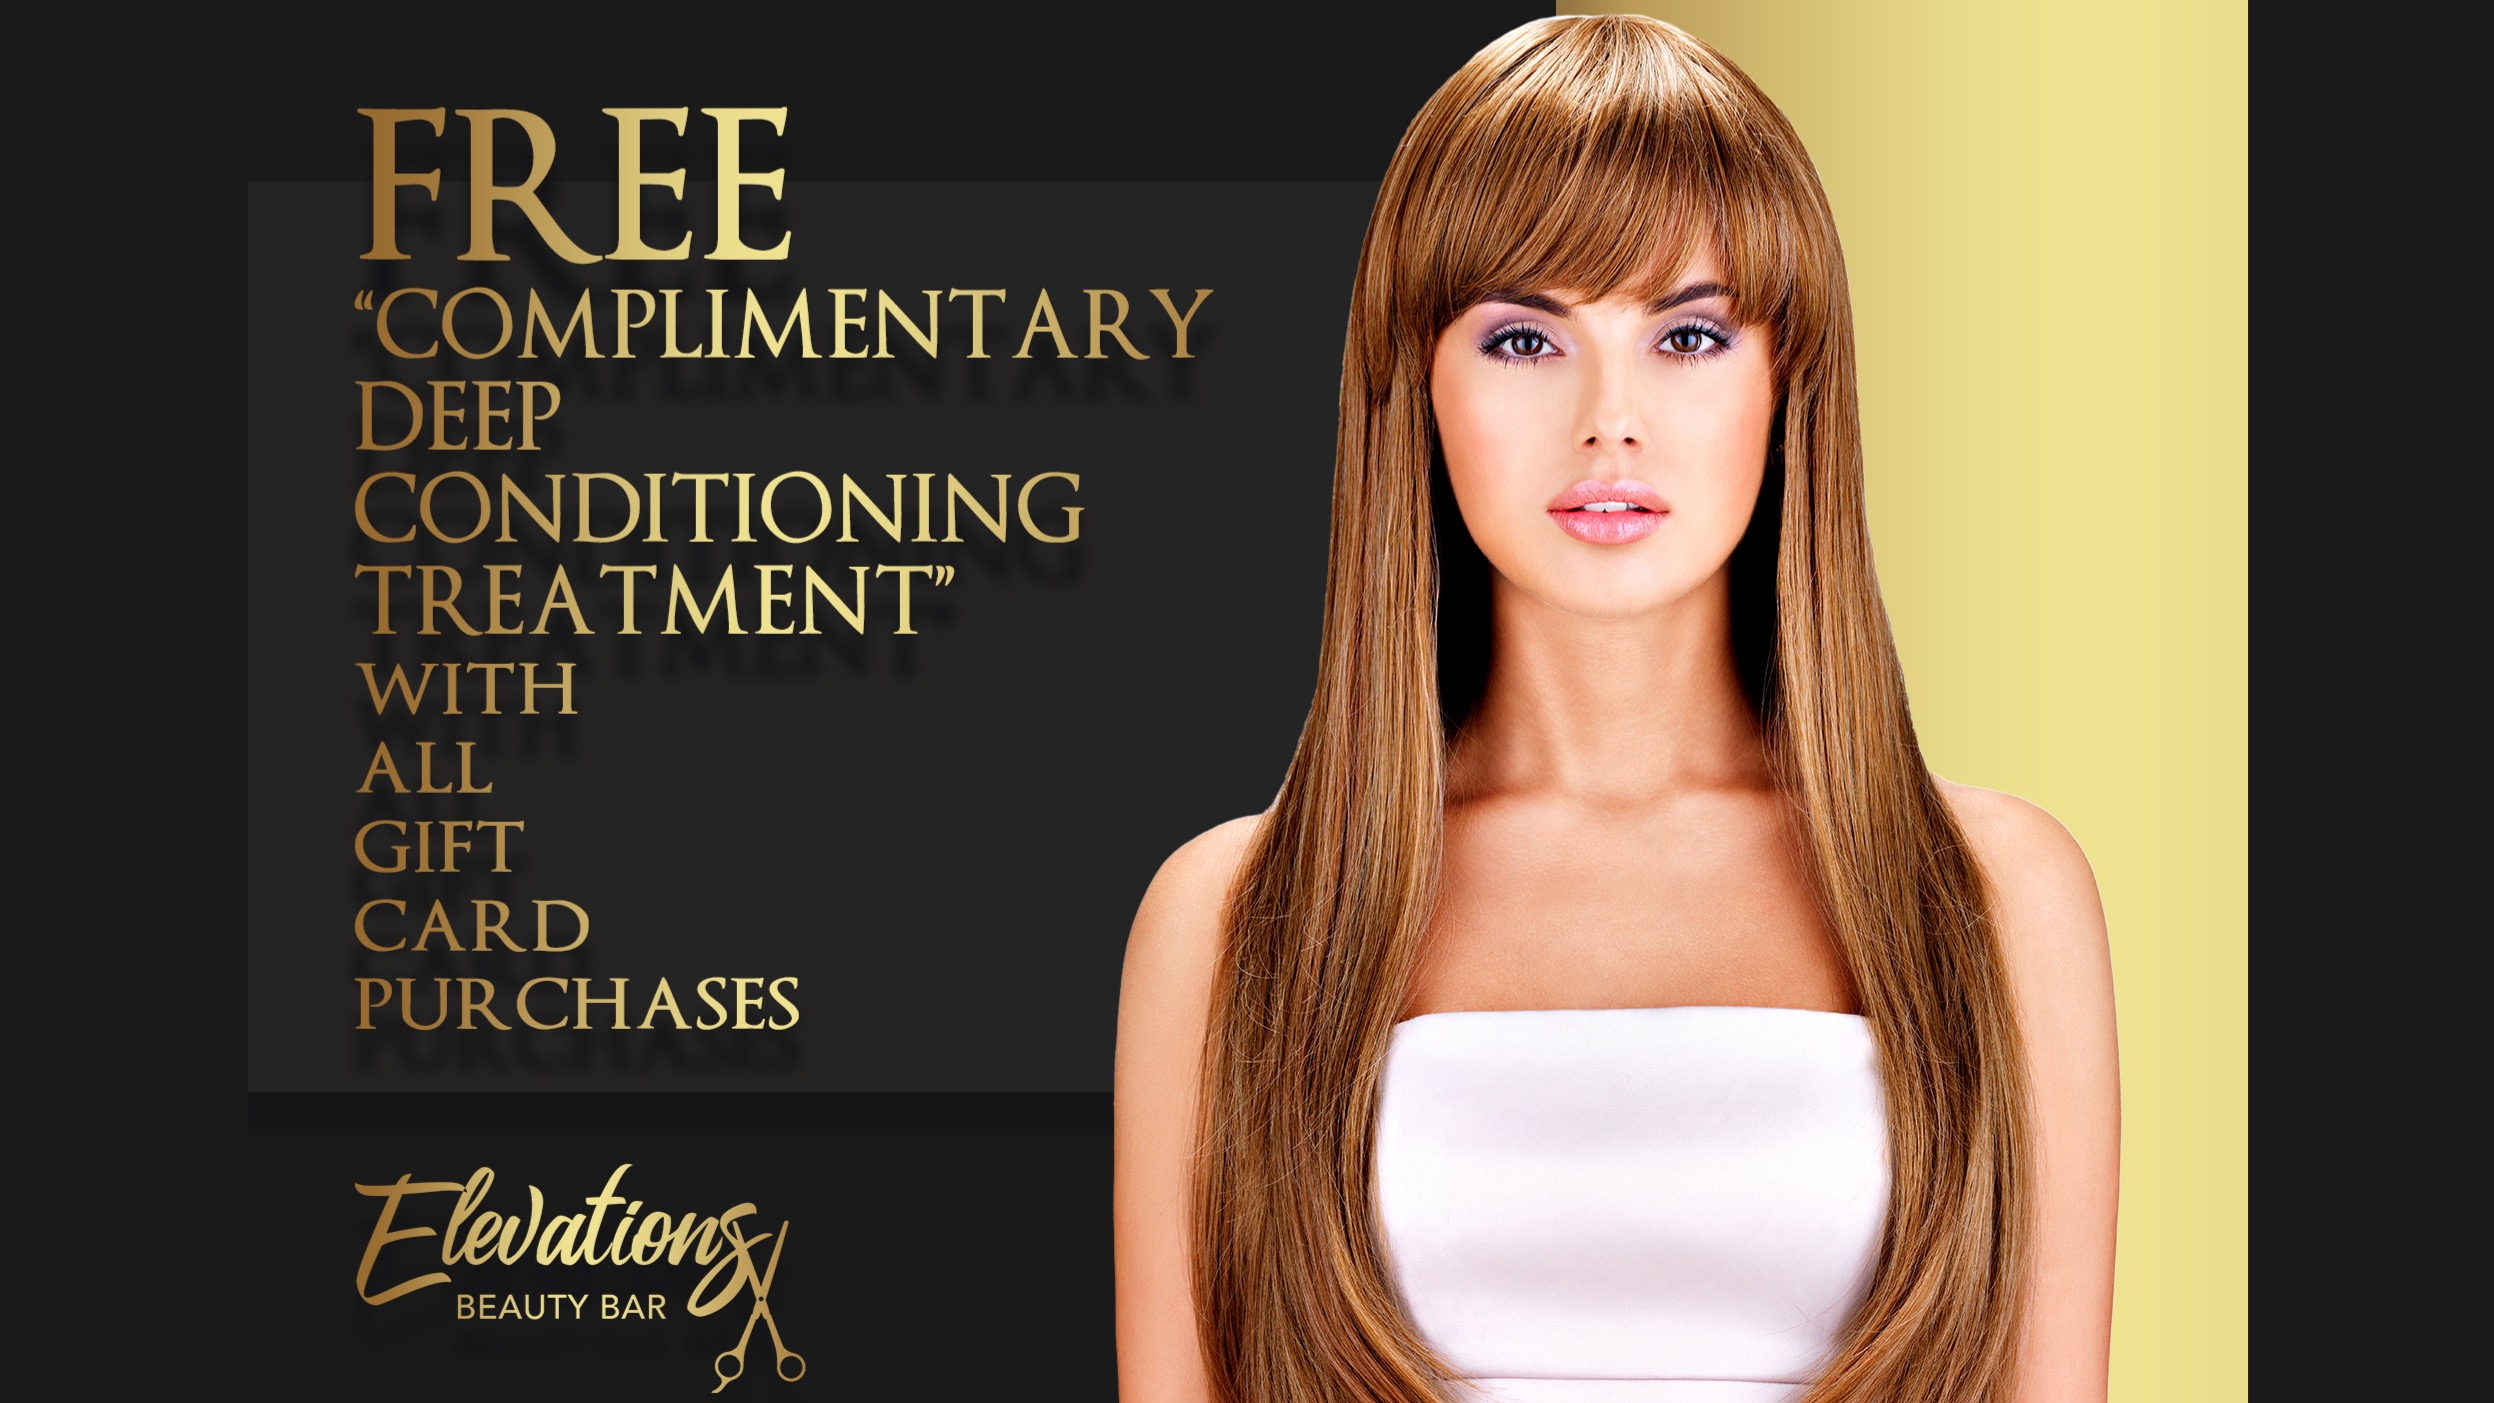 FREE
“COMPLIMENTARY
DEEP
CONDITIONING
TREATMENT”
WITH
ALL
GIFT
CARD
PURCHASES
Elevations
BEAUTY BAR